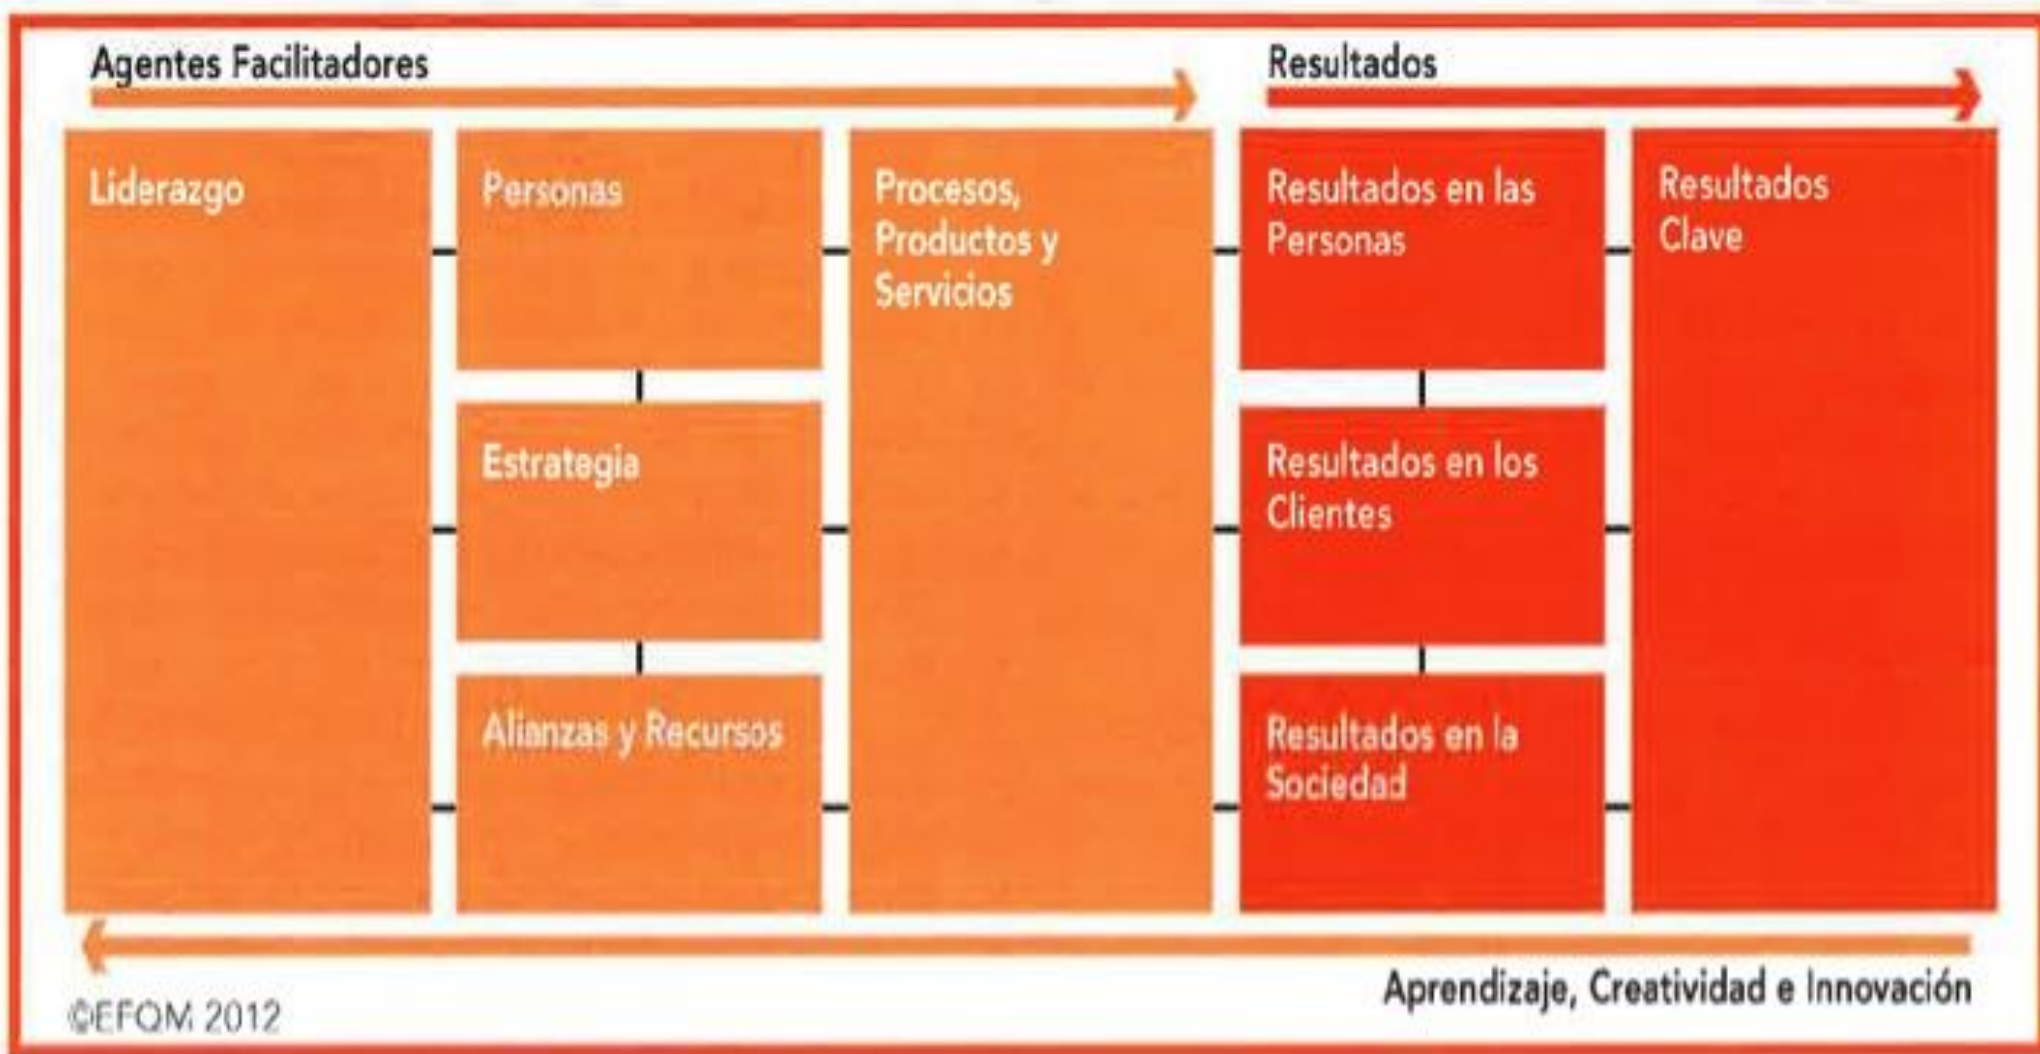 Agentes Facilitadores
Resultados
Liderazgo
Personas
Estrategia
Alianzas y Recursos
Procesos,
Productos y
Servicios
Resultados en las
Personas
Resultados en los
Clientes
Resultados en la
Sociedad
Resultados
Clave
Aprendizaje, Creatividad e Innovación
©EFQM 2012